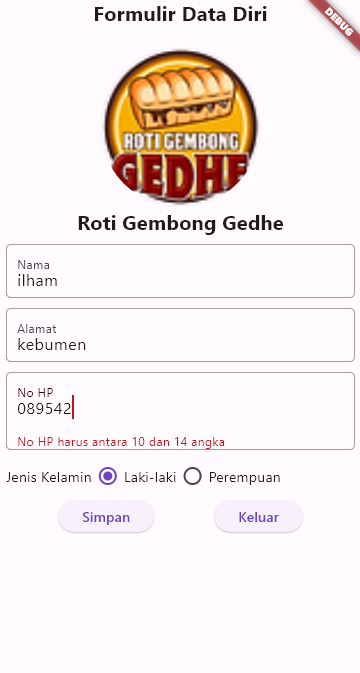 Formulir Data Diri
DEBUG
ROTI GEMBONG
GEDHE
Roti Gembong Gedhe
Nama
ilham
Alamat
kebumen
No HP
089542
No HP harus antara 10 dan 14 angka
Jenis Kelamin Laki-laki Perempuan
Simpan Keluar